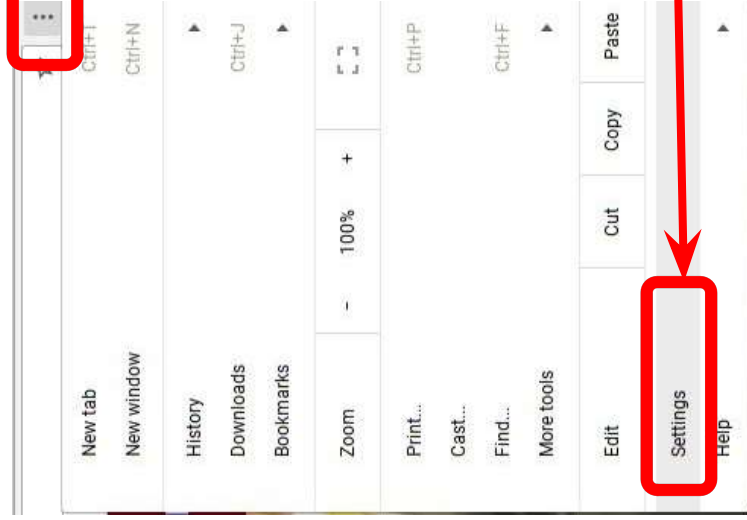 New tab Ctrl+T
New window Ctrl+N
History
Downloads Ctrl+J
Bookmarks
Zoom - 100% +
Print... Ctrl+P
Cast...
Find... Ctrl+F
More tools
Edit Cut Copy Paste
Settings
Help